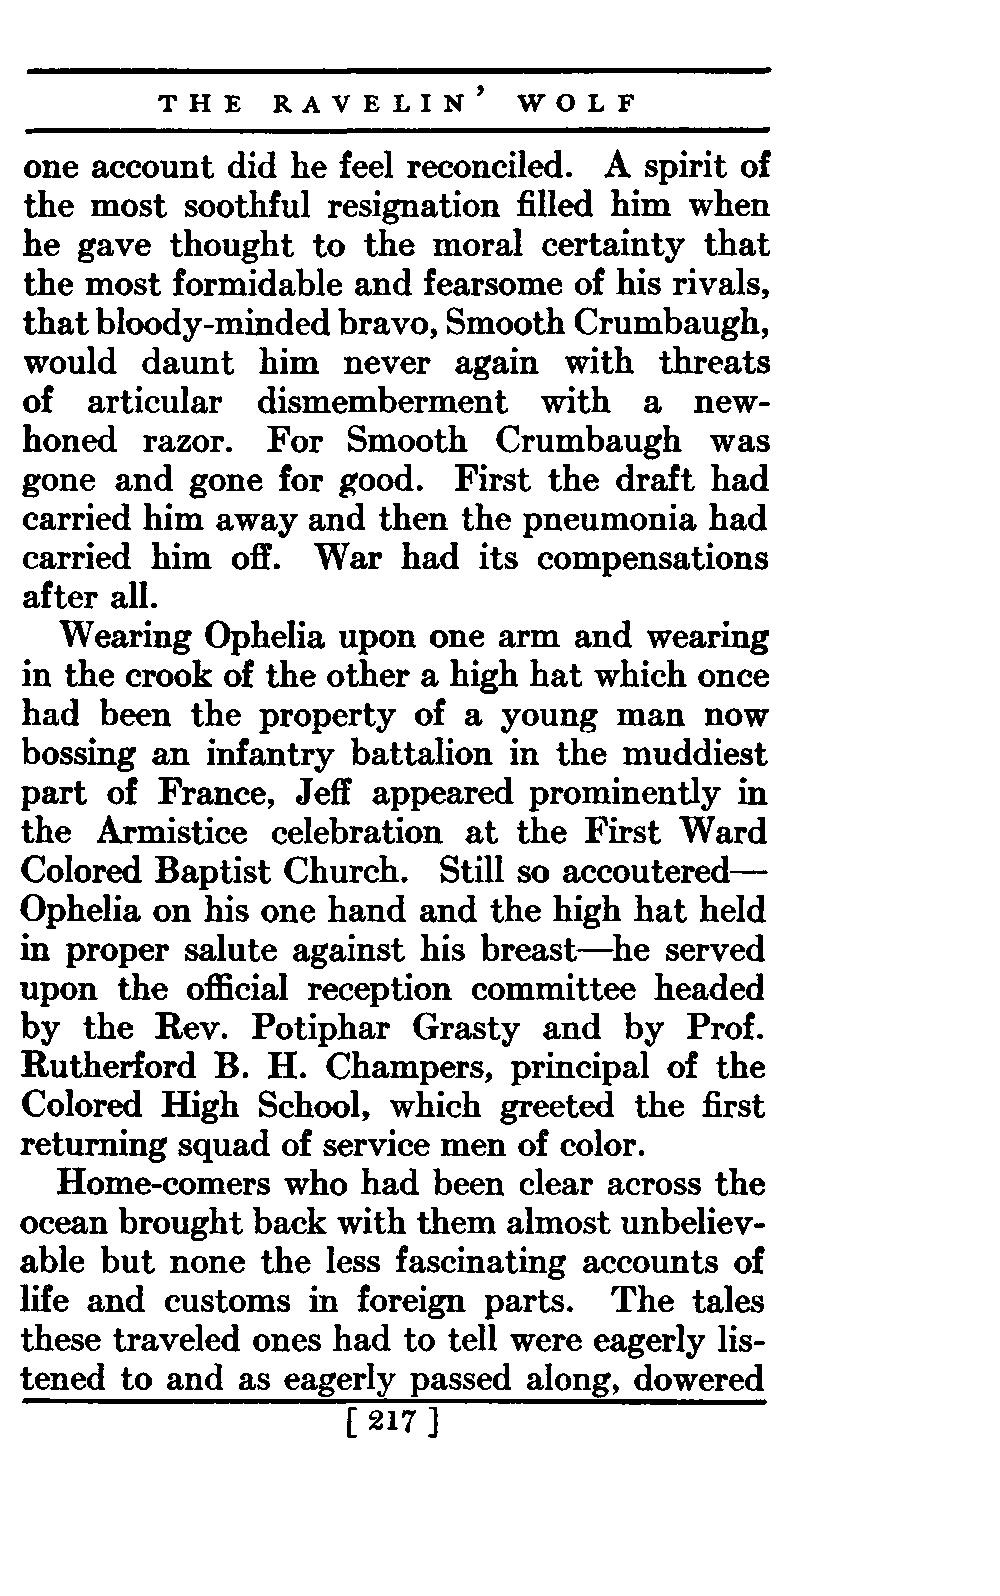 THE RAVELIN' WOLF
one account did he feel reconciled. A spirit of
the most soothful resignation filled him when
he gave thought to the moral certainty that
the most formidable and fearsome of his rivals,
that bloody-minded bravo, Smooth Crumbaugh,
would daunt him never again with threats
of articular dismemberment with a new-
honed razor. For Smooth Crumbaugh was
gone and gone for good. First the draft had
carried him away and then the pneumonia had
carried him off. War had its compensations
after all.
Wearing Ophelia upon one arm and wearing
in the crook of the other a high hat which once
had been the property of a young man now
bossing an infantry battalion in the muddiest
part of France, Jeff appeared prominently in
the Armistice celebration at the First Ward
Colored Baptist Church. Still so accoutered—
Ophelia on his one hand and the high hat held
in proper salute against his breast—he served
upon the official reception committee headed
by the Rev. Potiphar Grasty and by Prof.
Rutherford B. H. Champers, principal of the
Colored High School, which greeted the first
returning squad of service men of color.
Home-comers who had been clear across the
ocean brought back with them almost unbeliev-
able but none the less fascinating accounts of
life and customs in foreign parts. The tales
these traveled ones had to tell were eagerly lis-
tened to and as eagerly passed along, dowered
[ 217 ]